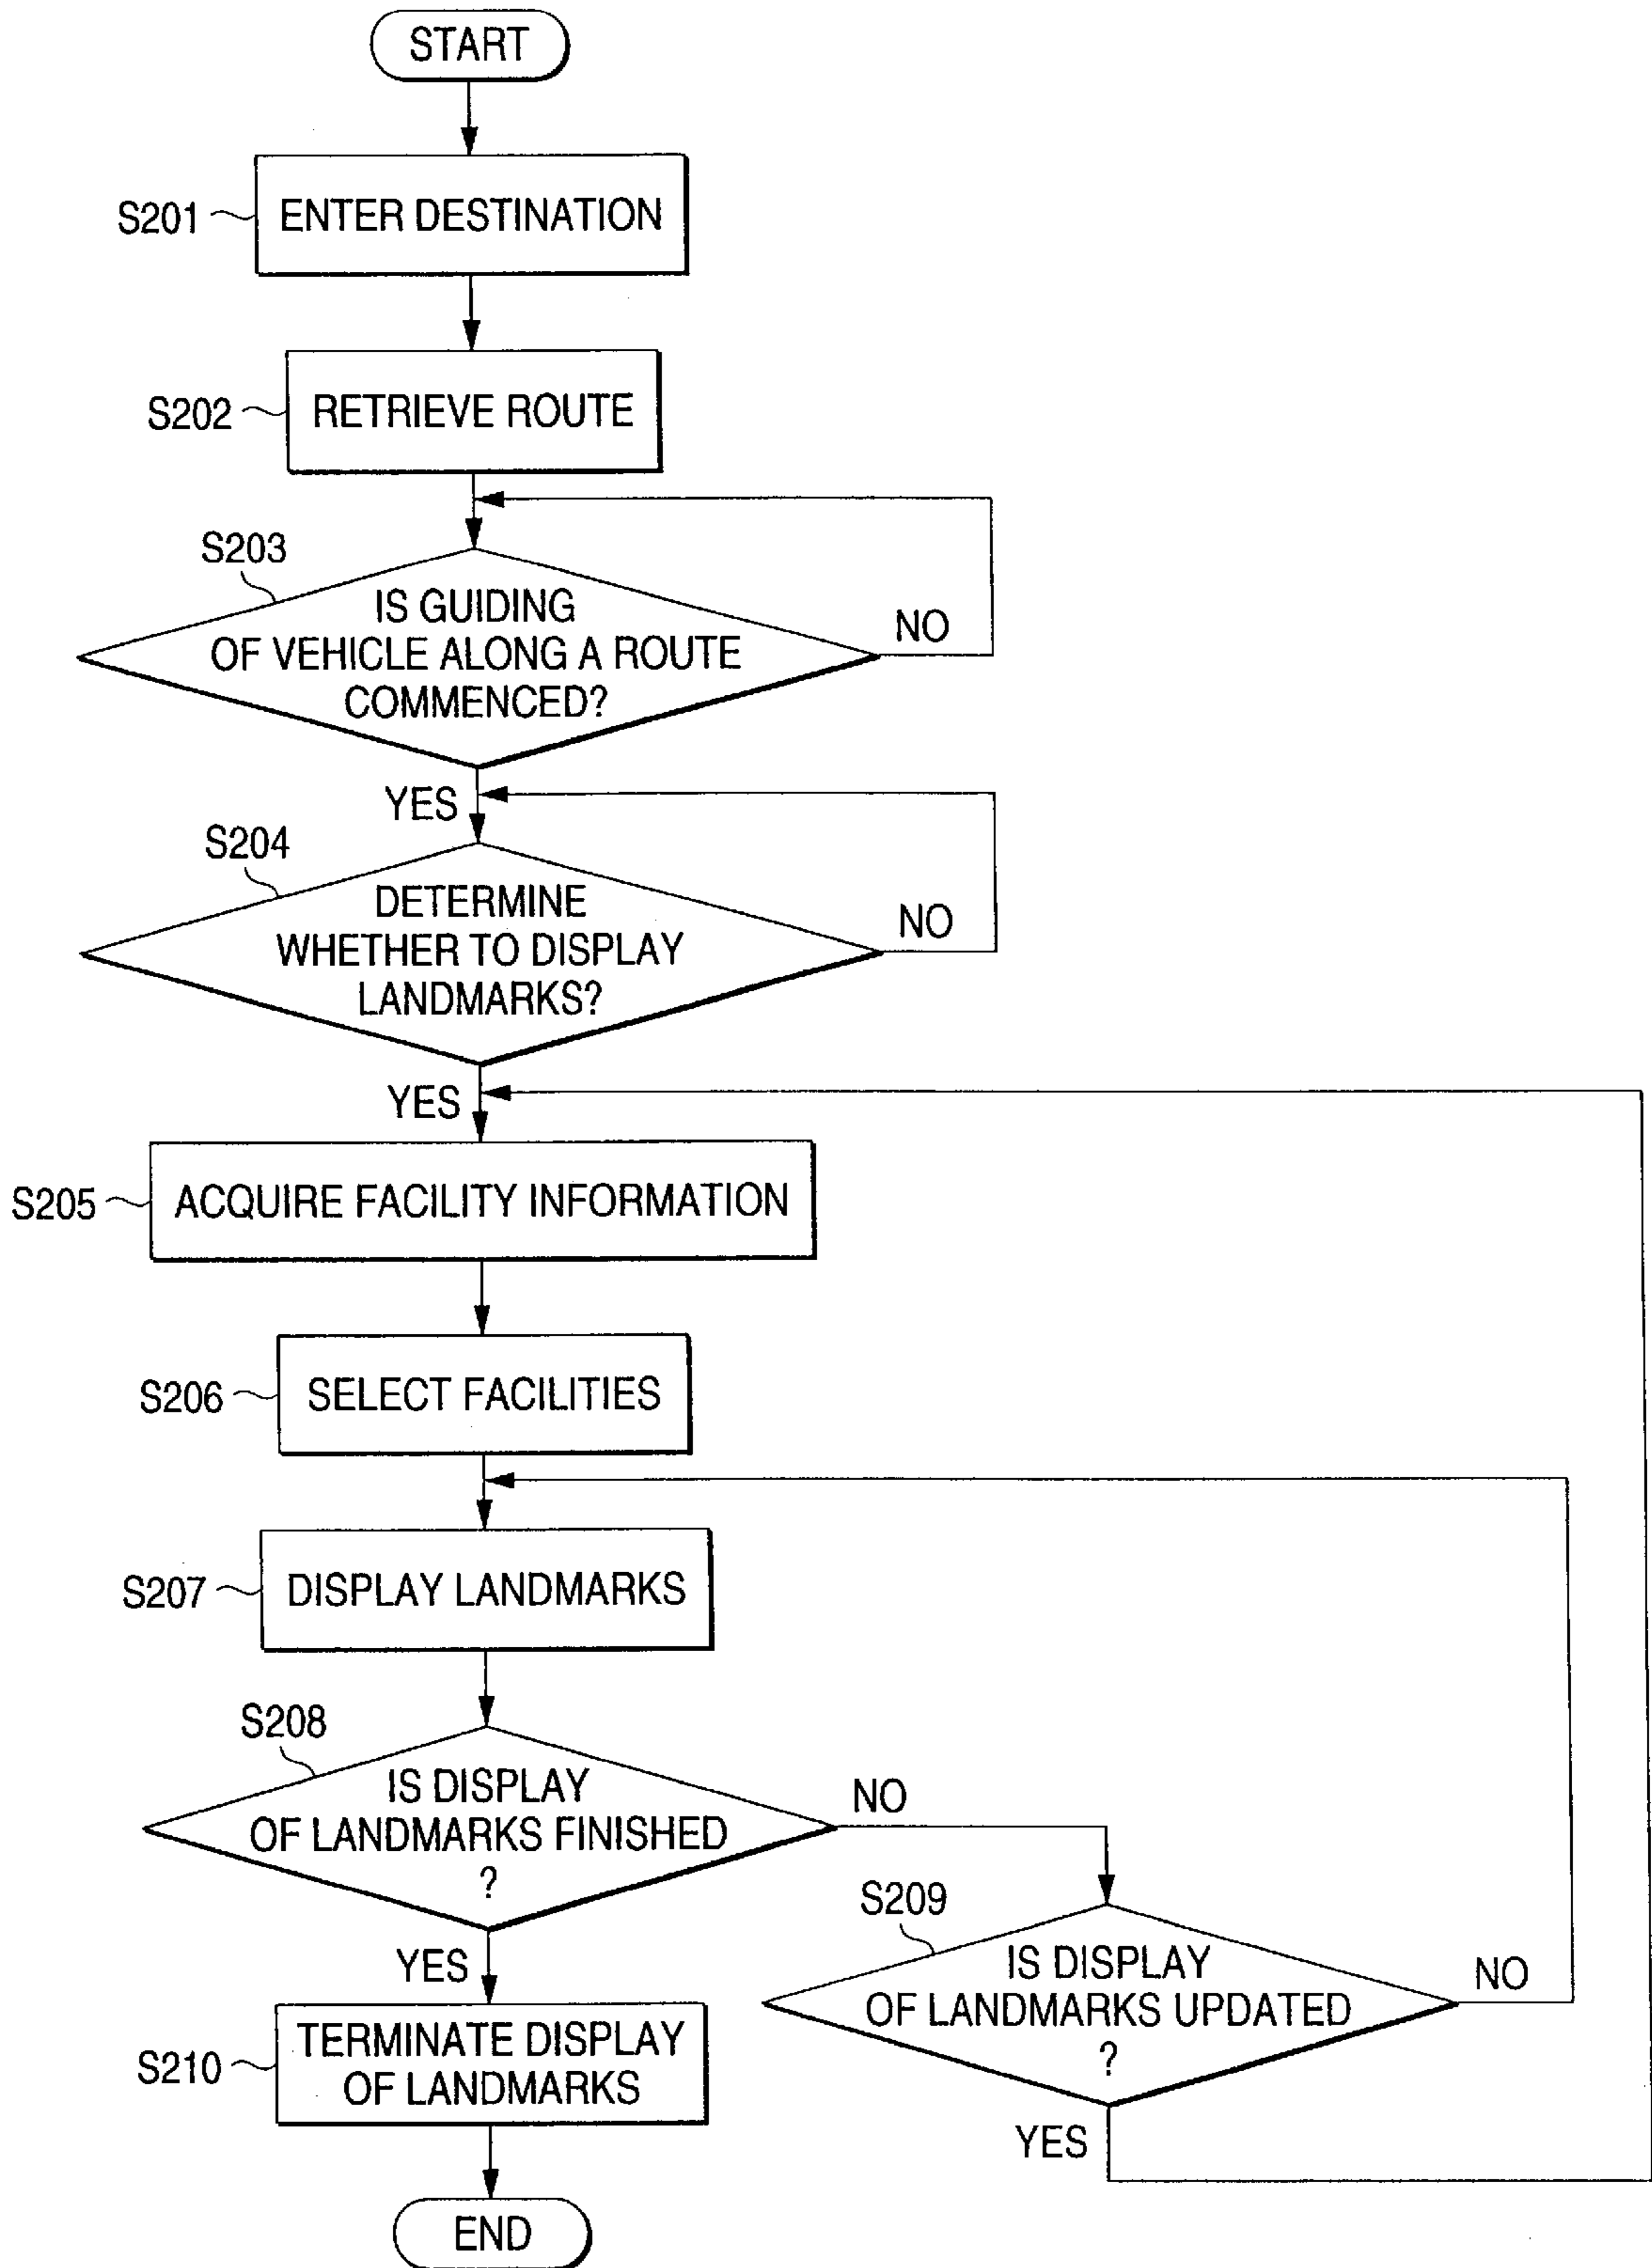 START
S201
ENTER DESTINATION
S202
RETRIEVE ROUTE
S203
IS GUIDING
OF VEHICLE ALONG A ROUTE
COMMENCED?
NO
YES
S204
DETERMINE
WHETHER TO DISPLAY
LANDMARKS?
NO
YES
S205
ACQUIRE FACILITY INFORMATION
S206
SELECT FACILITIES
S207
DISPLAY LANDMARKS
S208
IS DISPLAY
OF LANDMARKS FINISHED
?
NO
YES
S209
IS DISPLAY
OF LANDMARKS UPDATED
?
NO
YES
S210
TERMINATE DISPLAY
OF LANDMARKS
END